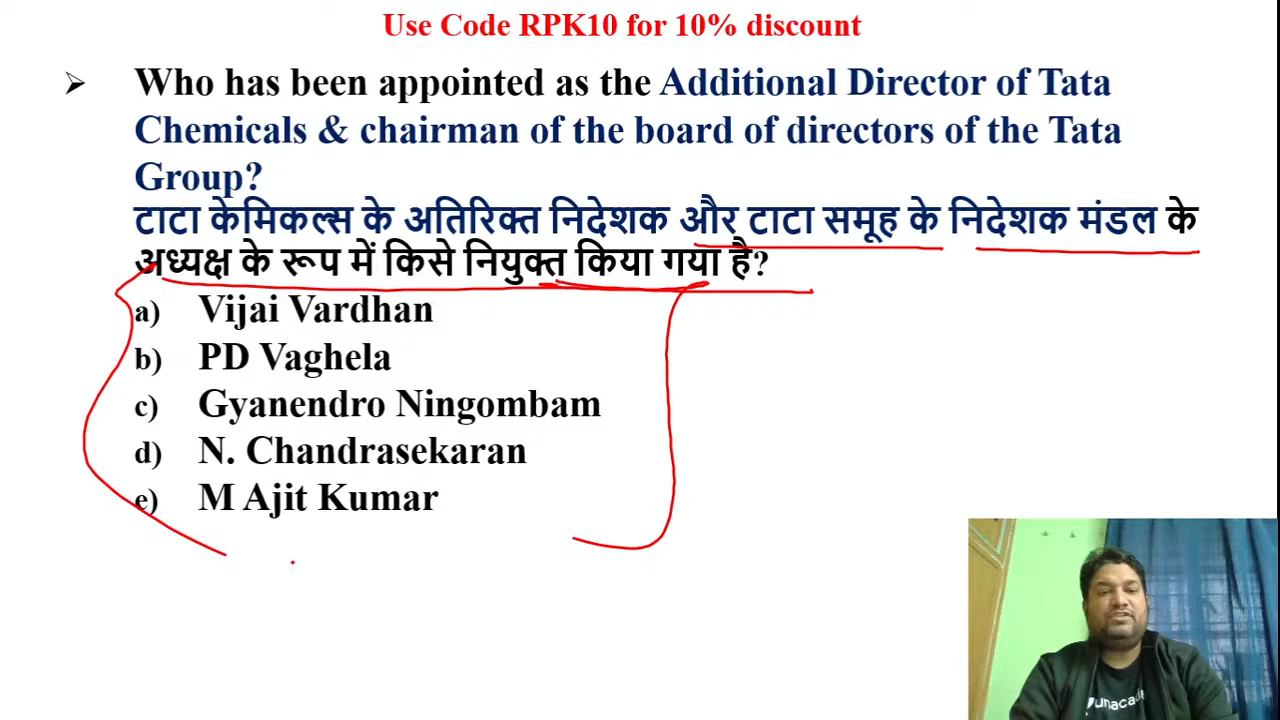 Use Code RPK10 for 10% discount
➢ Who has been appointed as the Additional Director of Tata
Chemicals & chairman of the board of directors of the Tata
Group?
टाटा केमिकल्स के अतिरिक्त निदेशक और टाटा समूह के निदेशक मंडल के
अध्यक्ष के रूप में किसे नियुक्त किया गया है?
a) Vijai Vardhan
b) PD Vaghela
c) Gyanendro Ningombam
d) N. Chandrasekaran
e) M Ajit Kumar